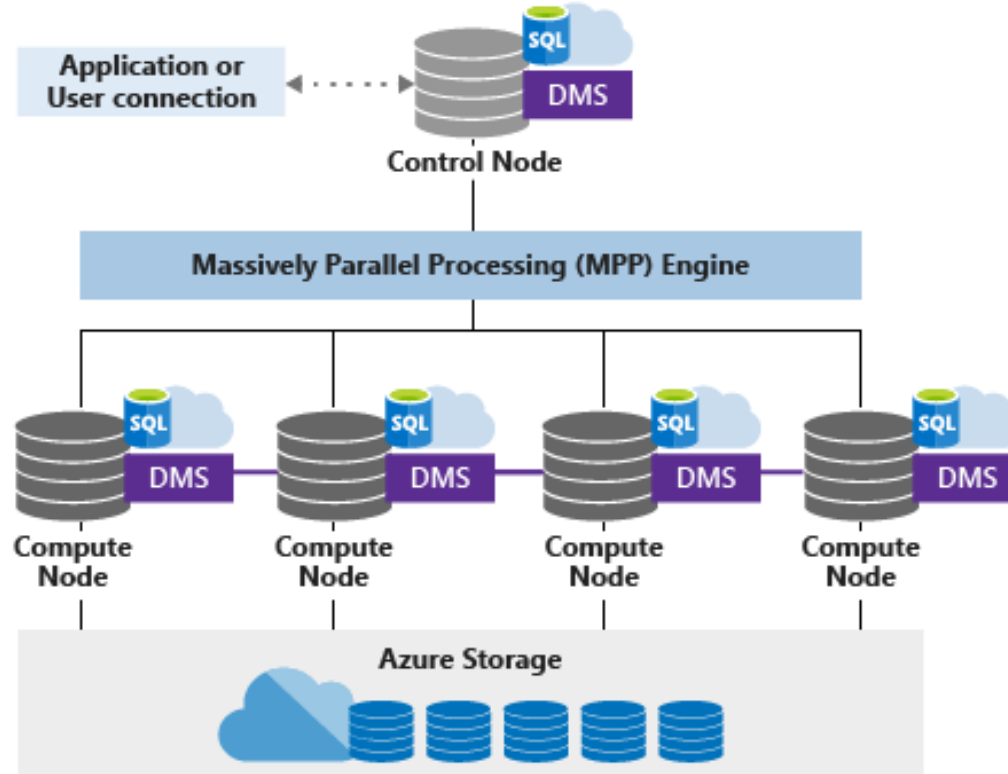 SQL
Application or
User connection
DMS
Control Node
Massively Parallel Processing (MPP) Engine
SQL
SQL
SQL
SQL
DMS
DMS
DMS
DMS
Compute
Node
Compute
Node
Compute
Node
Compute
Node
Azure Storage